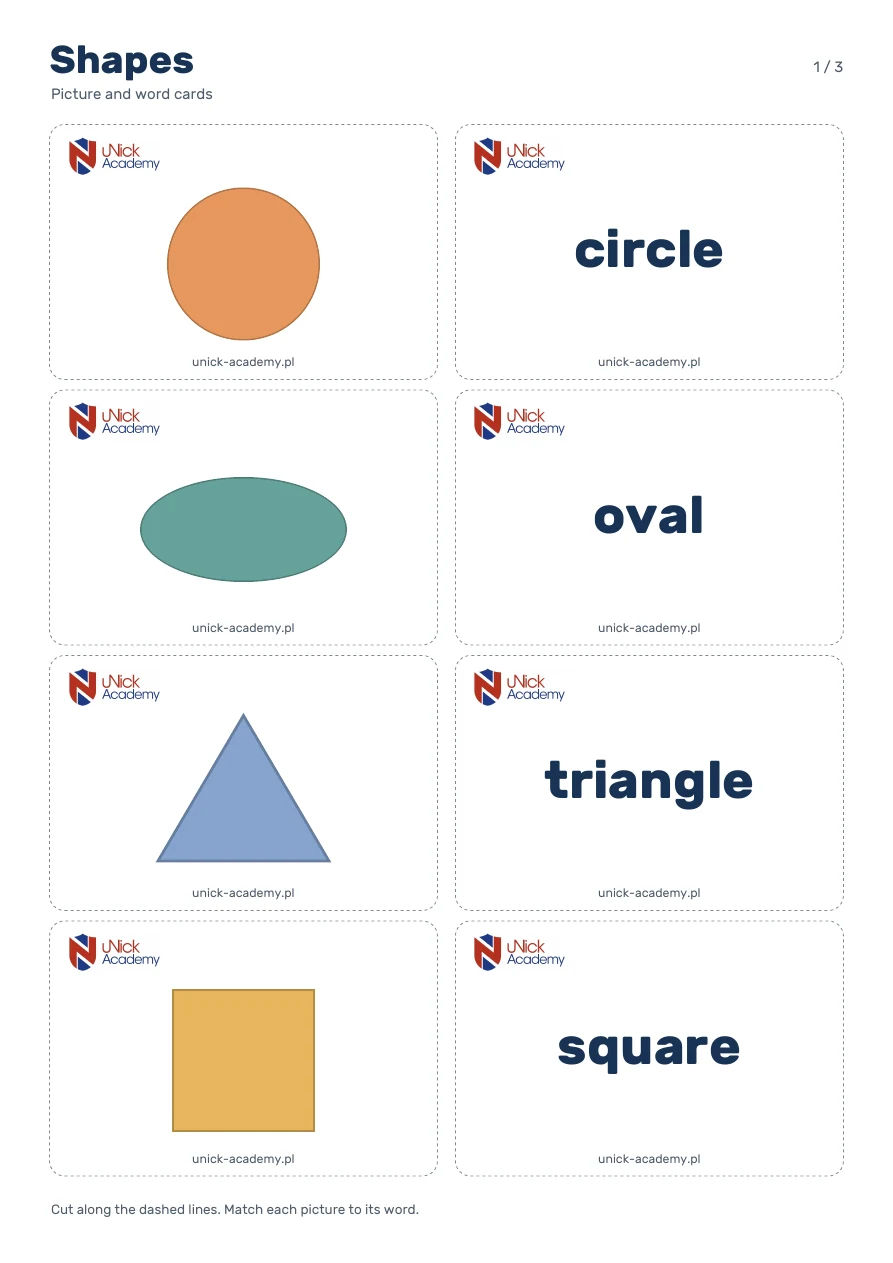 Shapes
1 / 3
Picture and word cards
uNick
Academy
unick-academy.pl
uNick
Academy
circle
unick-academy.pl
uNick
Academy
unick-academy.pl
uNick
Academy
oval
unick-academy.pl
uNick
Academy
unick-academy.pl
uNick
Academy
triangle
unick-academy.pl
uNick
Academy
unick-academy.pl
uNick
Academy
square
unick-academy.pl
Cut along the dashed lines. Match each picture to its word.